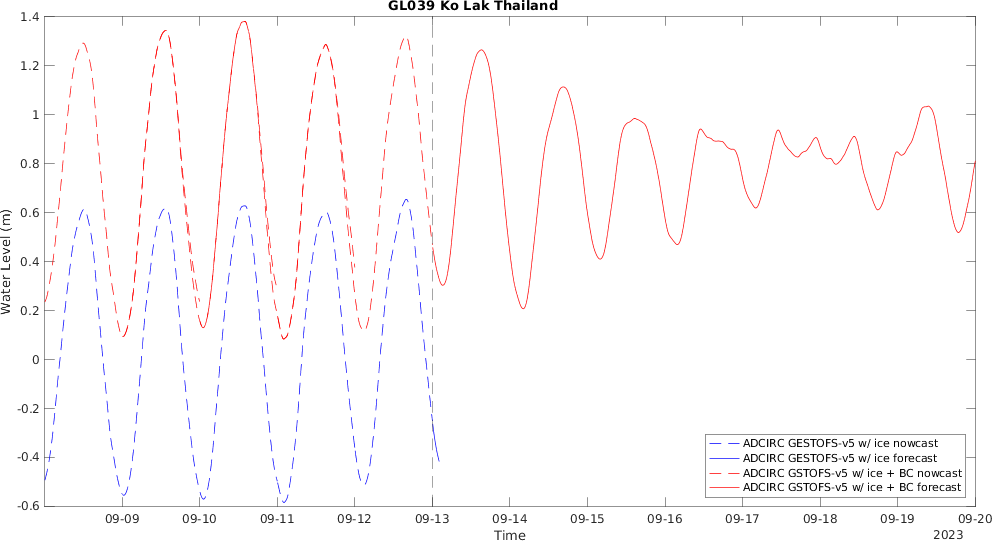 GL039 Ko Lak Thailand
1.4
1.2
1
0.8
0.6
0.4
0.2
0
-0.2
-0.4
-0.6
Water Level (m)
ADCIRC GESTOFS-v5 w/ ice nowcast
ADCIRC GESTOFS-v5 w/ ice forecast
ADCIRC GSTOFS-v5 w/ ice + BC nowcast
ADCIRC GSTOFS-v5 w/ ice + BC forecast
09-09 09-10 09-11 09-12 09-13 09-14 09-15 09-16 09-17 09-18 09-19 09-20
Time
2023